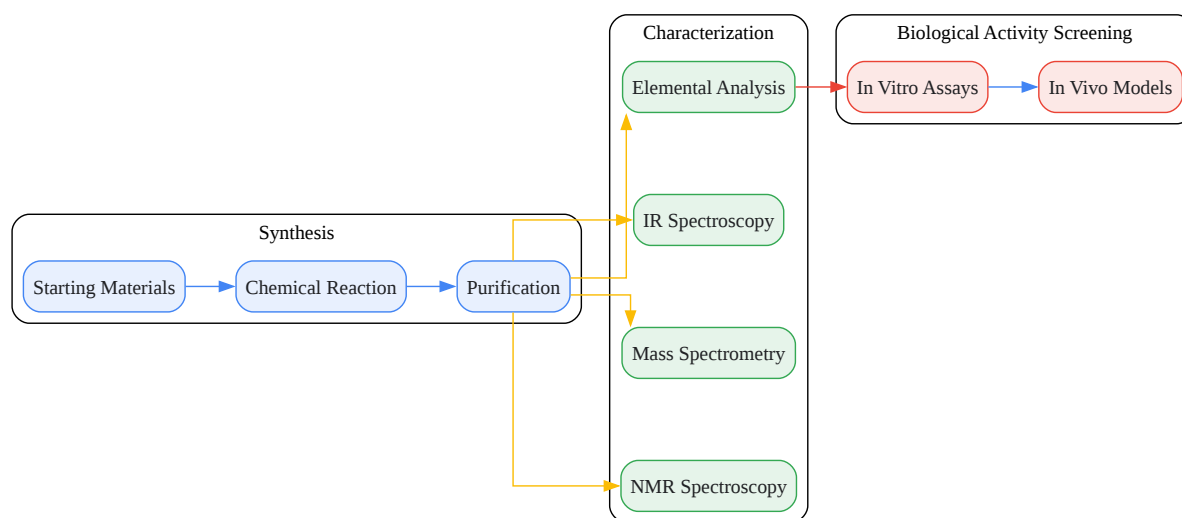 Synthesis
Starting Materials
Chemical Reaction
Purification
Characterization
Elemental Analysis
IR Spectroscopy
Mass Spectrometry
NMR Spectroscopy
Biological Activity Screening
In Vitro Assays
In Vivo Models